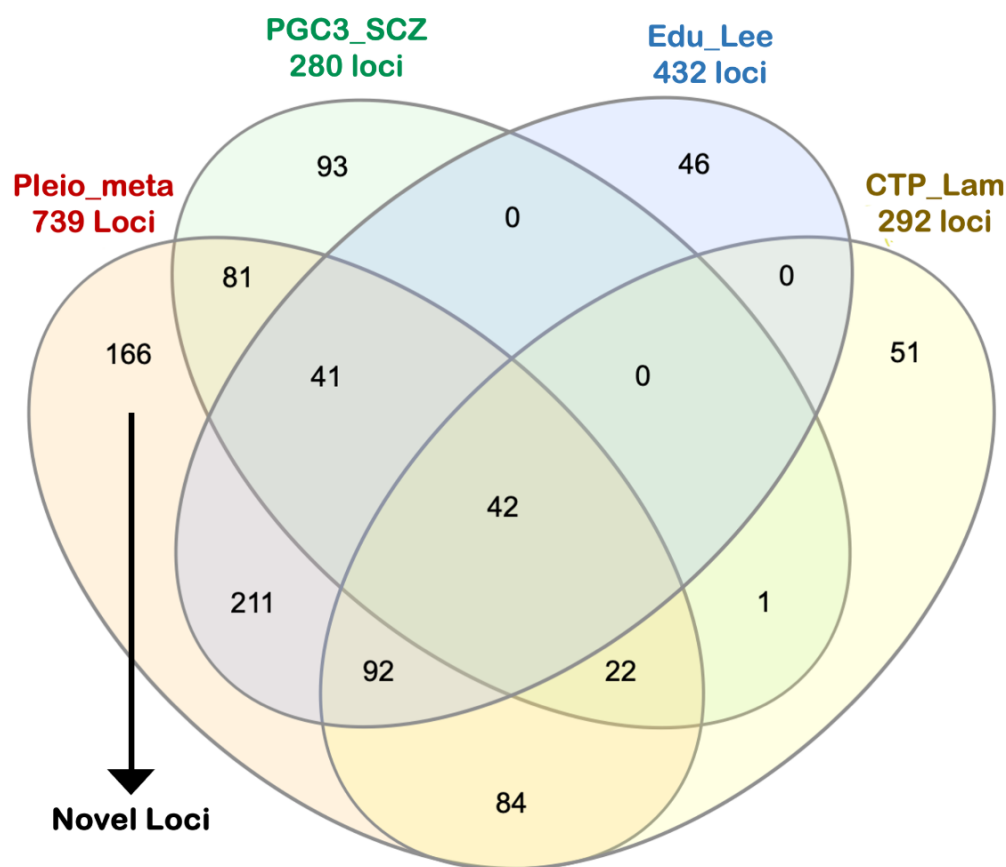 PGC3_SCZ
280 loci
Edu_Lee
432 loci
Pleio_meta
739 Loci
CTP_Lam
292 loci
93
46
0
81
0
166
41
0
51
42
211
1
92
22
84
Novel Loci